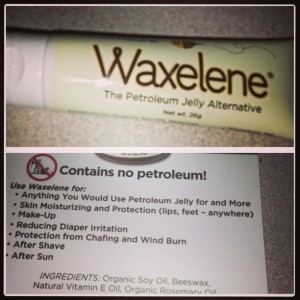 Waxelene®
The Petroleum Jelly Alternative
Net wt. 26g
Contains no petroleum!
Use Waxelene for:
• Anything You Would Use Petroleum Jelly for and More
• Skin Moisturizing and Protection (lips, feet – anywhere)
• Make-Up
• Reducing Diaper Irritation
• Protection from Chafing and Wind Burn
• After Shave
• After Sun
INGREDIENTS: Organic Soy Oil, Beeswax,
Natural Vitamin E Oil, Organic Rosemary Oil